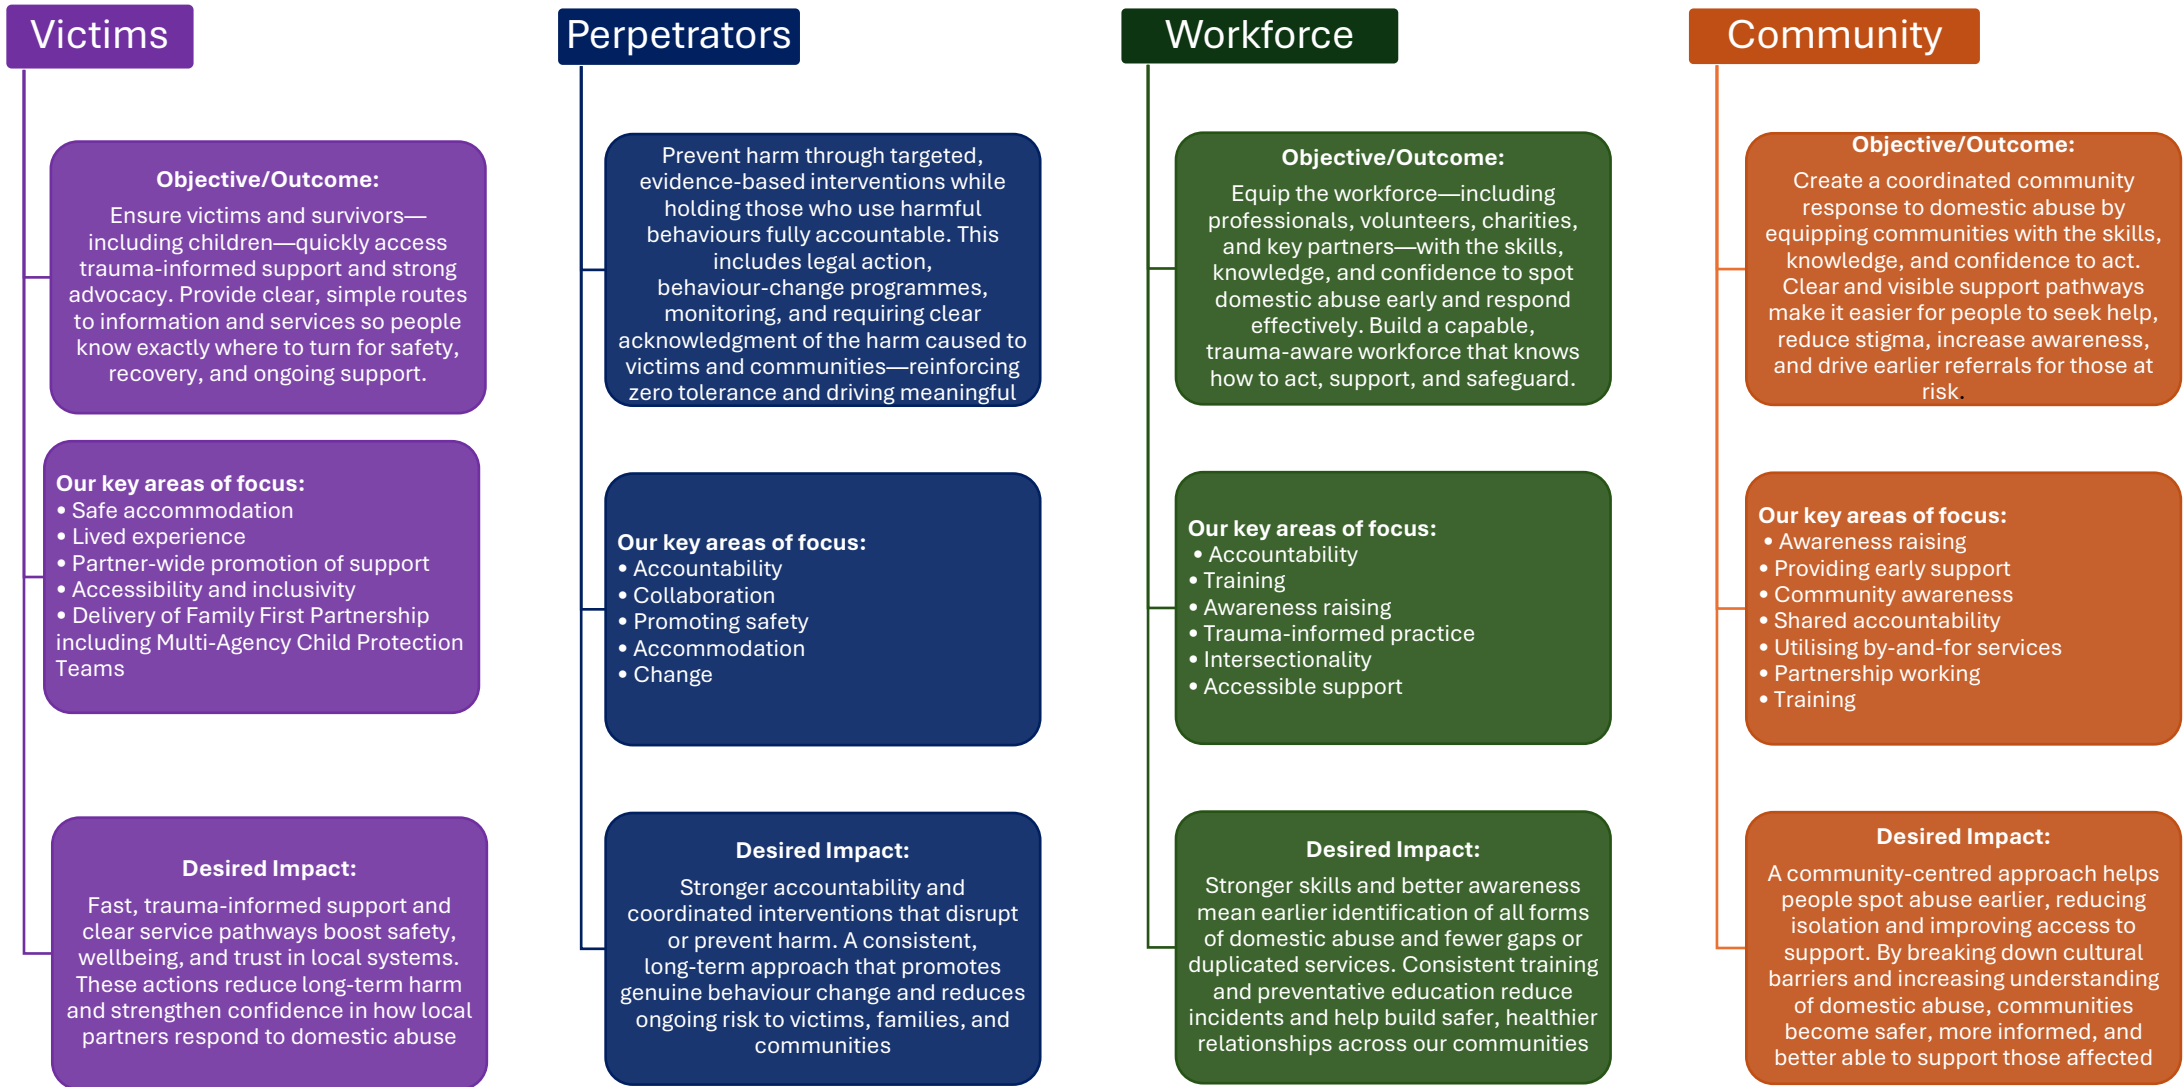 Victims
Objective/Outcome:
Ensure victims and survivors—
including children—quickly access
trauma-informed support and strong
advocacy. Provide clear, simple routes
to information and services so people
know exactly where to turn for safety,
recovery, and ongoing support.
Our key areas of focus:
• Safe accommodation
• Lived experience
• Partner-wide promotion of support
• Accessibility and inclusivity
• Delivery of Family First Partnership
including Multi-Agency Child Protection
Teams
Desired Impact:
Fast, trauma-informed support and
clear service pathways boost safety,
wellbeing, and trust in local systems.
These actions reduce long-term harm
and strengthen confidence in how local
partners respond to domestic abuse
Perpetrators
Prevent harm through targeted,
evidence-based interventions while
holding those who use harmful
behaviours fully accountable. This
includes legal action,
behaviour-change programmes,
monitoring, and requiring clear
acknowledgment of the harm caused to
victims and communities—reinforcing
zero tolerance and driving meaningful
Our key areas of focus:
• Accountability
• Collaboration
• Promoting safety
• Accommodation
• Change
Desired Impact:
Stronger accountability and
coordinated interventions that disrupt
or prevent harm. A consistent,
long-term approach that promotes
genuine behaviour change and reduces
ongoing risk to victims, families, and
communities
Workforce
Objective/Outcome:
Equip the workforce—including
professionals, volunteers, charities,
and key partners—with the skills,
knowledge, and confidence to spot
domestic abuse early and respond
effectively. Build a capable,
trauma-aware workforce that knows
how to act, support, and safeguard.
Our key areas of focus:
• Accountability
• Training
• Awareness raising
• Trauma-informed practice
• Intersectionality
• Accessible support
Desired Impact:
Stronger skills and better awareness
mean earlier identification of all forms
of domestic abuse and fewer gaps or
duplicated services. Consistent training
and preventative education reduce
incidents and help build safer, healthier
relationships across our communities
Community
Objective/Outcome:
Create a coordinated community
response to domestic abuse by
equipping communities with the skills,
knowledge, and confidence to act.
Clear and visible support pathways
make it easier for people to seek help,
reduce stigma, increase awareness,
and drive earlier referrals for those at
risk.
Our key areas of focus:
• Awareness raising
• Providing early support
• Community awareness
• Shared accountability
• Utilising by-and-for services
• Partnership working
• Training
Desired Impact:
A community-centred approach helps
people spot abuse earlier, reducing
isolation and improving access to
support. By breaking down cultural
barriers and increasing understanding
of domestic abuse, communities
become safer, more informed, and
better able to support those affected